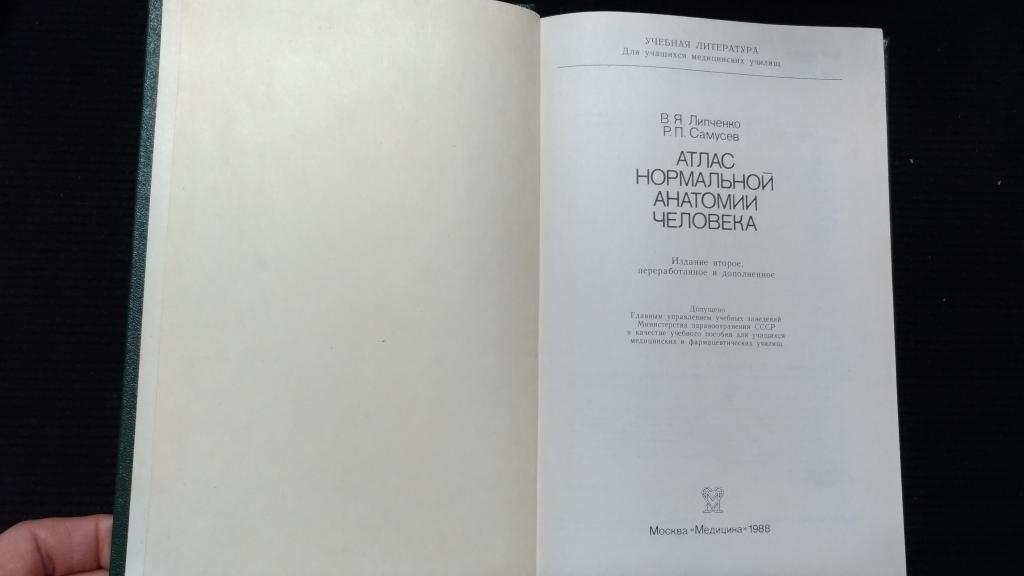 УЧЕБНАЯ ЛИТЕРАТУРА
Для учащихся медицинских училищ
В. Я. Липченко
Р. П. Самусев
АТЛАС
НОРМАЛЬНОЙ
АНАТОМИИ
ЧЕЛОВЕКА
Издание второе,
переработанное и дополненное
Допущено
Главным управлением учебных заведений
Министерства здравоохранения СССР
в качестве учебного пособия для учащихся
медицинских и фармацевтических училищ
Москва «Медицина» 1988